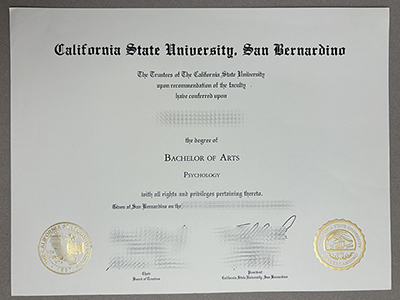 California State University, San Bernardino
The Trustees of The California State University
upon recommendation of the faculty
have conferred upon
the degree of
Bachelor of Arts
Psychology
with all rights and privileges pertaining thereto.
Given at San Bernardino on the
Chair
Board of Trustees
President
California State University, San Bernardino